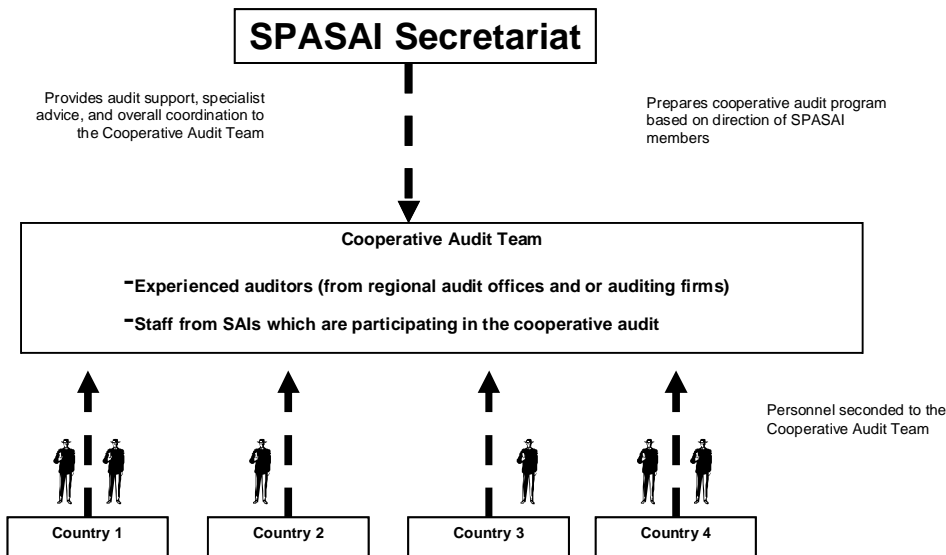 SPASAI Secretariat
Provides audit support, specialist
advice, and overall coordination to
the Cooperative Audit Team
Prepares cooperative audit program
based on direction of SPASAI
members
Cooperative Audit Team
-Experienced auditors (from regional audit offices and or auditing firms)
-Staff from SAIs which are participating in the cooperative audit
Personnel seconded to the
Cooperative Audit Team
Country 1
Country 2
Country 3
Country 4